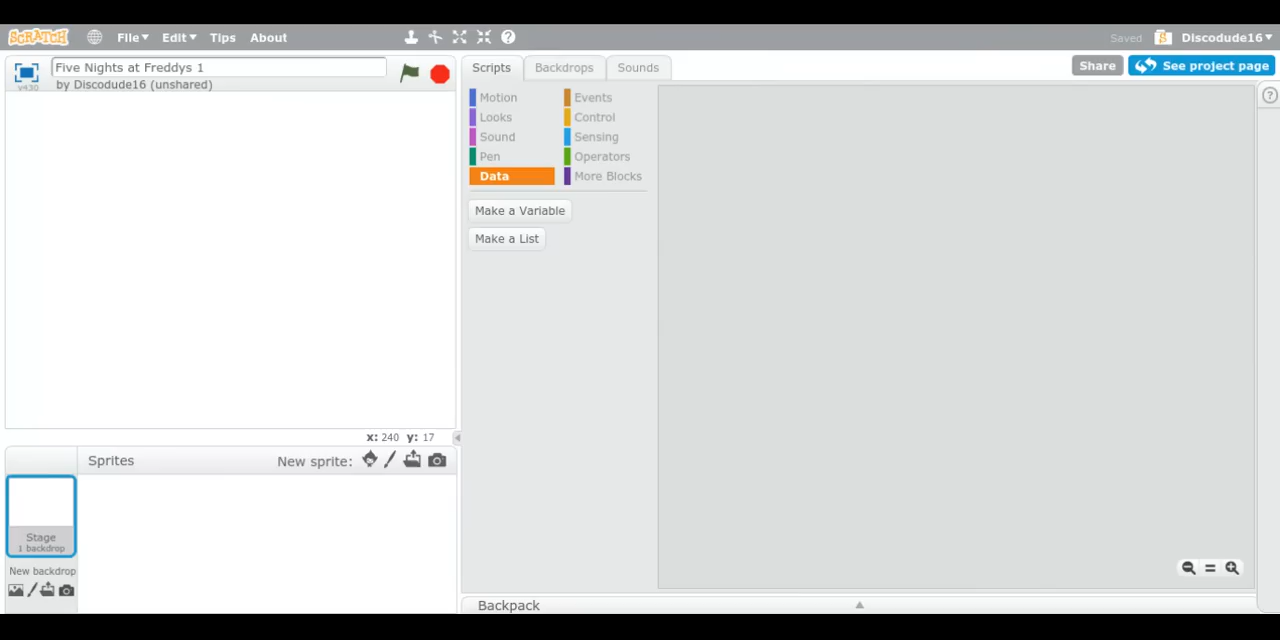 SCRATCH File▾ Edit▾ Tips About Saved Discodude16▾
Five Nights at Freddys 1
v430 by Discodude16 (unshared)
Scripts Backdrops Sounds
Share See project page
Motion Events
Looks Control
Sound Sensing
Pen Operators
Data More Blocks
Make a Variable
Make a List
x: 240 y: 17
Sprites New sprite:
Stage
1 backdrop
New backdrop
Backpack